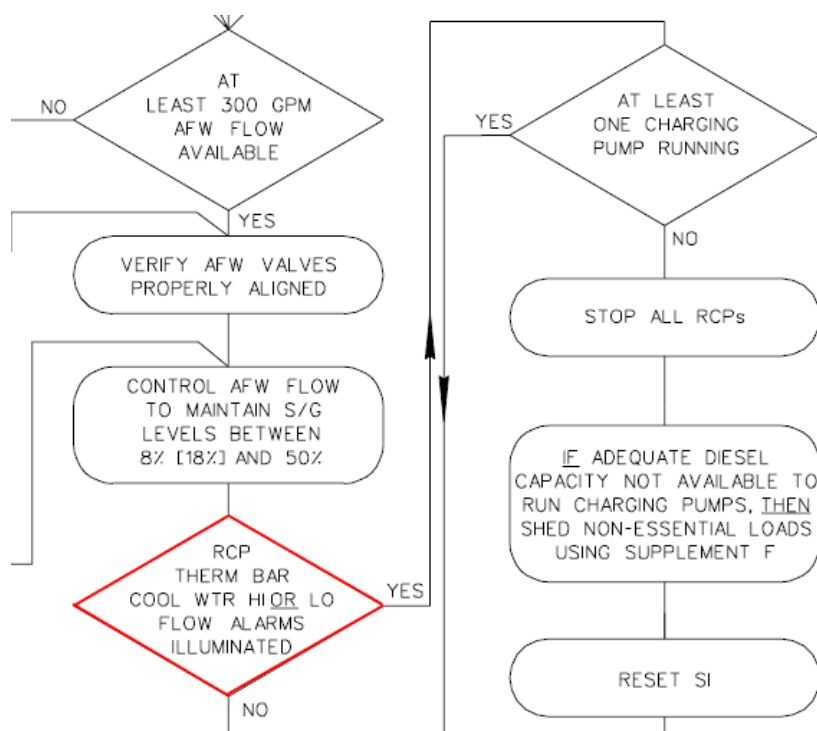 AT
LEAST 300 GPM
AFW FLOW
AVAILABLE
NO
YES
VERIFY AFW VALVES
PROPERLY ALIGNED
CONTROL AFW FLOW
TO MAINTAIN S/G
LEVELS BETWEEN
8% [18%] AND 50%
RCP
THERM BAR
COOL WTR HI OR LO
FLOW ALARMS
ILLUMINATED
YES
NO
AT LEAST
ONE CHARGING
PUMP RUNNING
YES
NO
STOP ALL RCPs
IF ADEQUATE DIESEL
CAPACITY NOT AVAILABLE TO
RUN CHARGING PUMPS, THEN
SHED NON-ESSENTIAL LOADS
USING SUPPLEMENT F
RESET SI